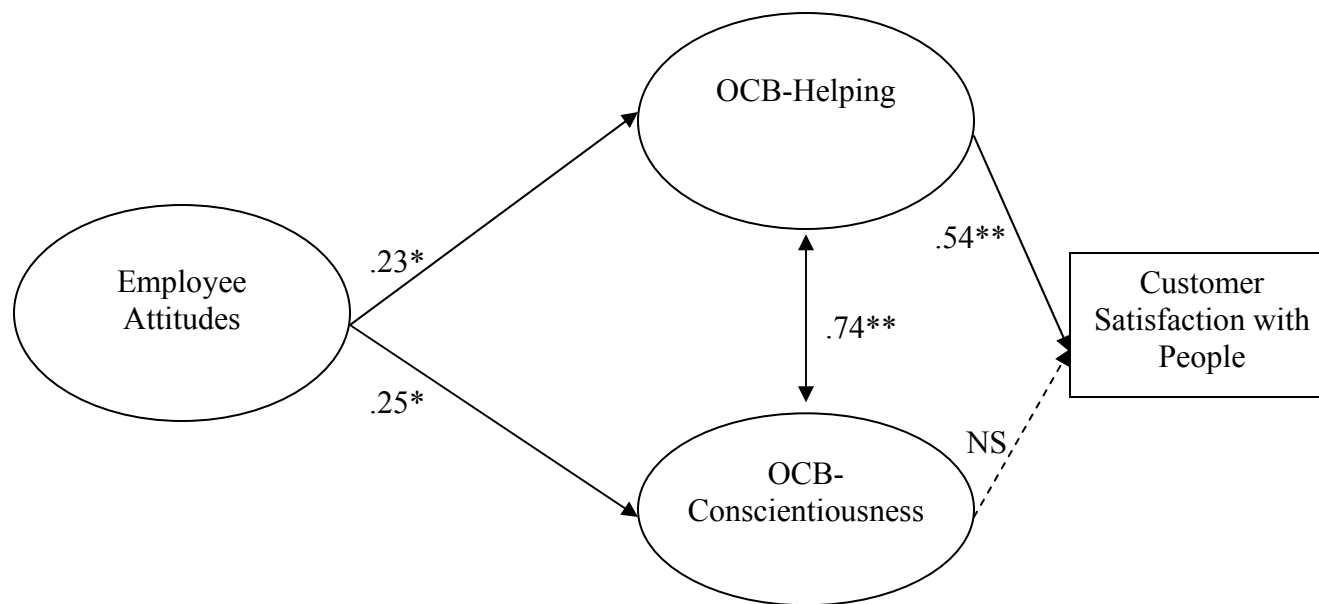 OCB-Helping
.54**
.23*
Employee
Attitudes
Customer
Satisfaction with
People
.74**
.25*
NS
OCB-
Conscientiousness